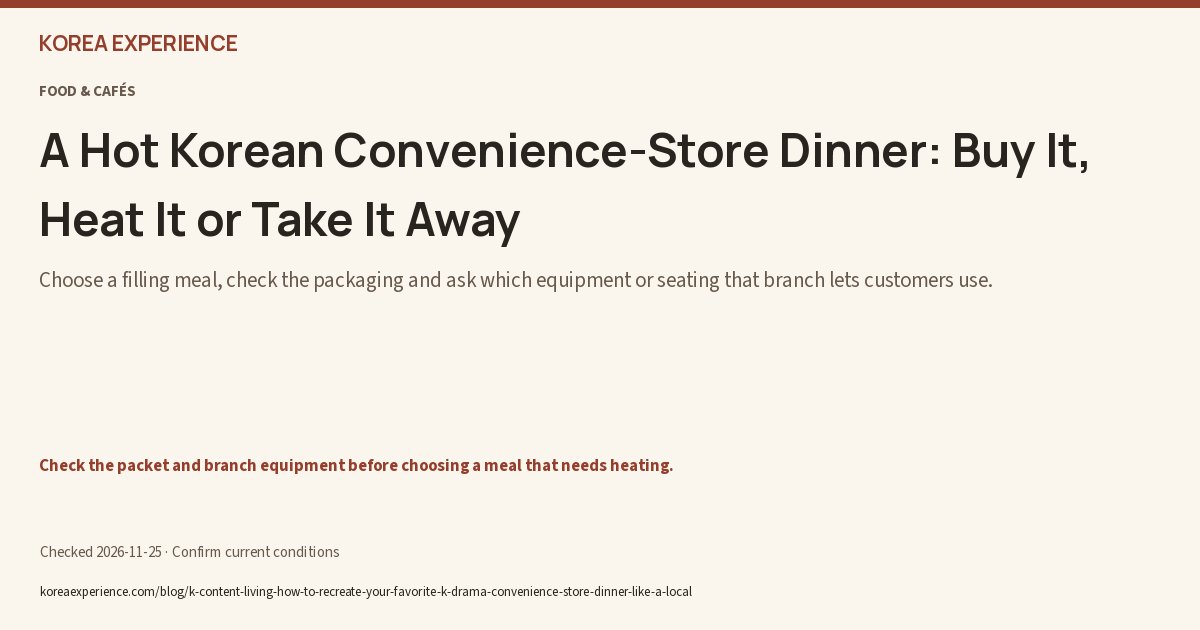 KOREA EXPERIENCE
FOOD & CAFÉS
A Hot Korean Convenience-Store Dinner: Buy It,
Heat It or Take It Away
Choose a filling meal, check the packaging and ask which equipment or seating that branch lets customers use.
Check the packet and branch equipment before choosing a meal that needs heating.
Checked 2026-11-25 · Confirm current conditions
koreaexperience.com/blog/k-content-living-how-to-recreate-your-favorite-k-drama-convenience-store-dinner-like-a-local